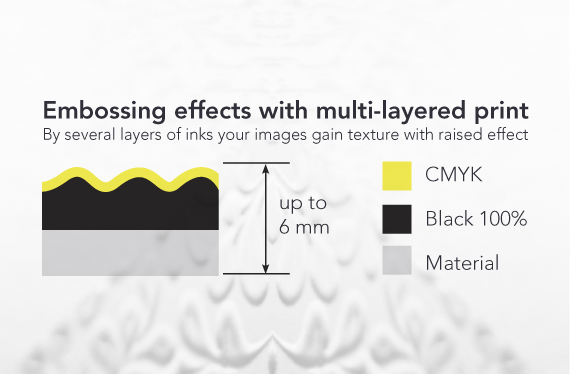 Embossing effects with multi-layered print
By several layers of inks your images gain texture with raised effect
up to
6 mm
CMYK
Black 100%
Material